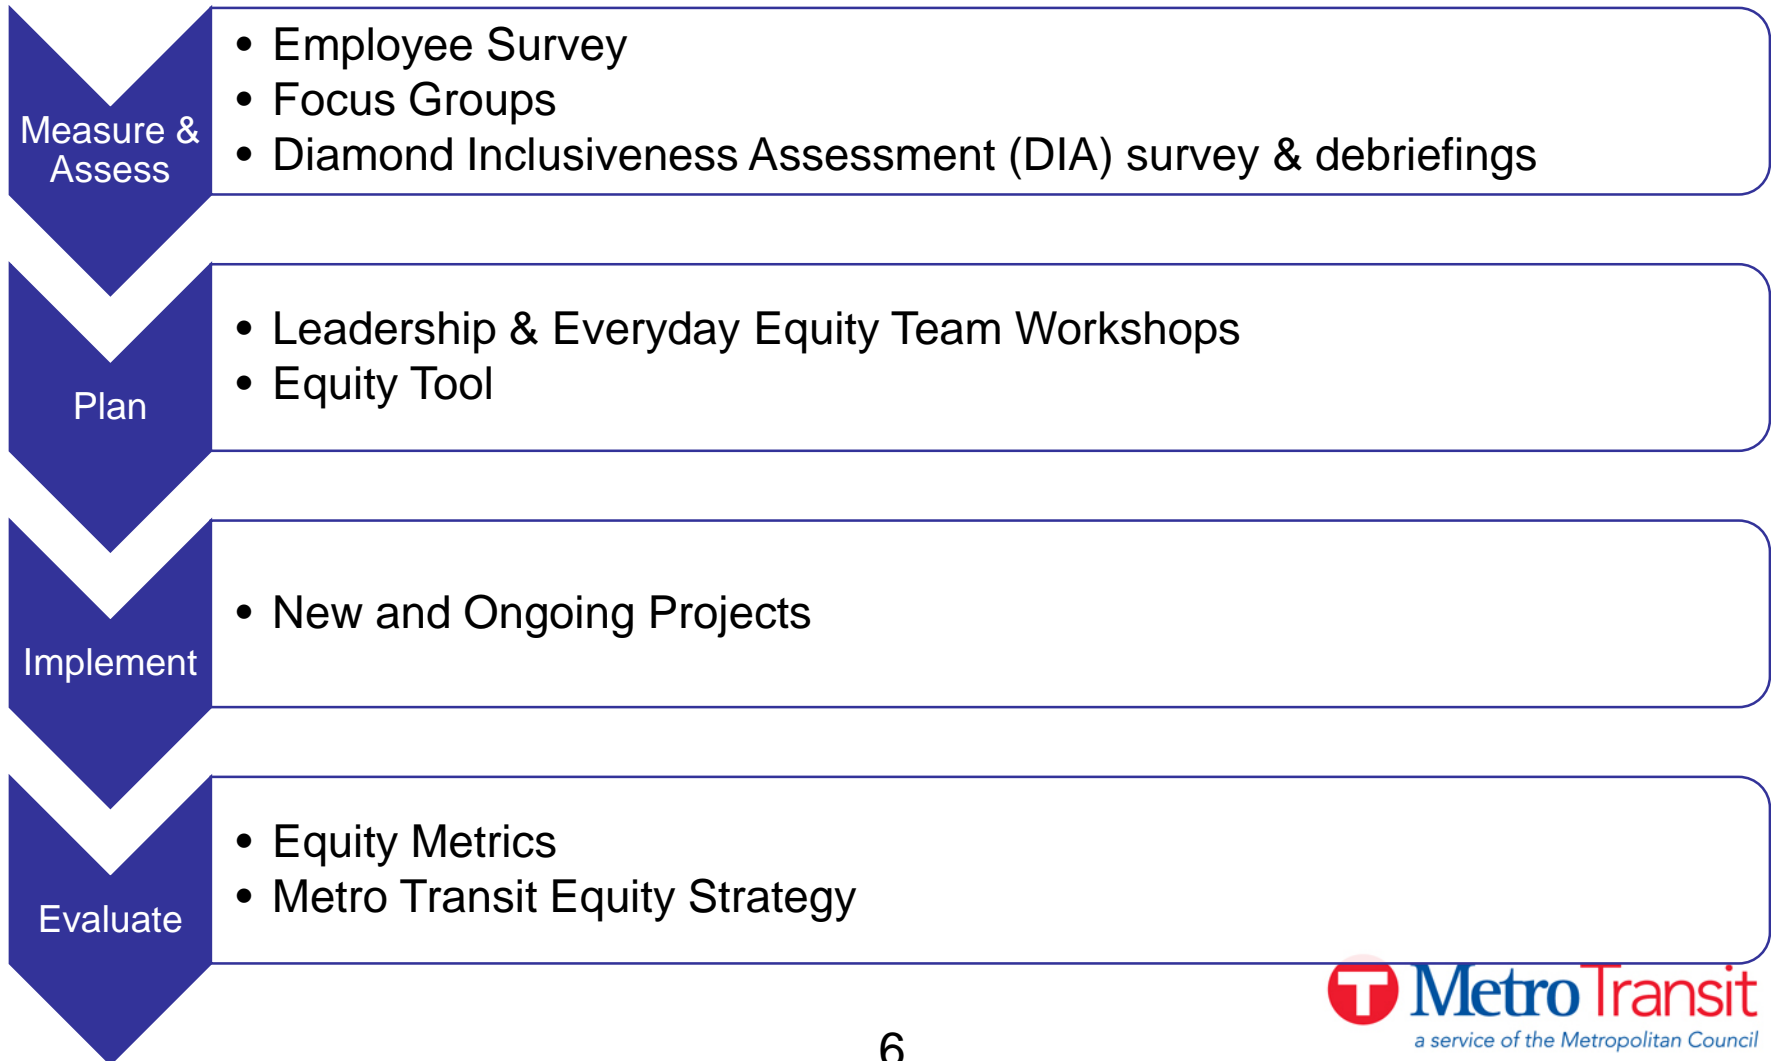 Measure &
Assess
• Employee Survey
• Focus Groups
• Diamond Inclusiveness Assessment (DIA) survey & debriefings
Plan
• Leadership & Everyday Equity Team Workshops
• Equity Tool
Implement
• New and Ongoing Projects
Evaluate
• Equity Metrics
• Metro Transit Equity Strategy
6
T MetroTransit
a service of the Metropolitan Council